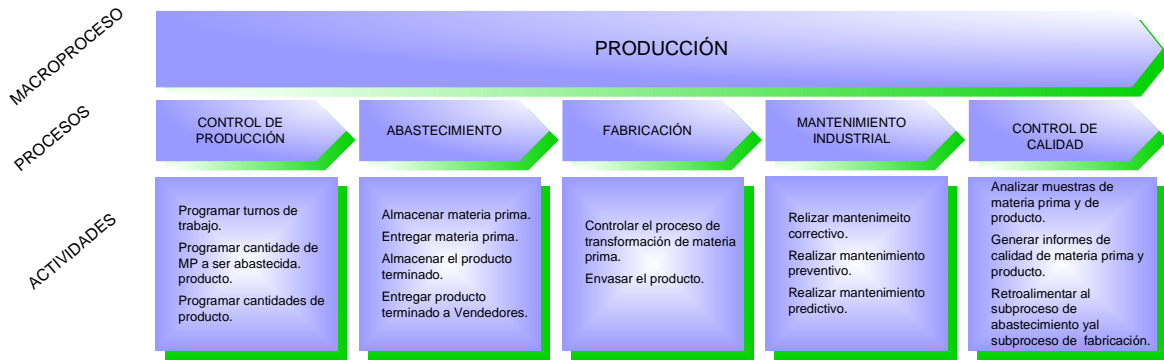 MACROPROCESO
PRODUCCIÓN
PROCESOS
CONTROL DE
PRODUCCIÓN
ABASTECIMIENTO
FABRICACIÓN
MANTENIMIENTO
INDUSTRIAL
CONTROL DE
CALIDAD
ACTIVIDADES
Programar turnos de
trabajo.
Programar cantidade de
MP a ser abastecida.
producto.
Programar cantidades de
producto.
Almacenar materia prima.
Entregar materia prima.
Almacenar el producto
terminado.
Entregar producto
terminado a Vendedores.
Controlar el proceso de
transformación de materia
prima.
Envasar el producto.
Relizar mantenimeito
correctivo.
Realizar mantenimiento
preventivo.
Realizar mantenimiento
predictivo.
Analizar muestras de
materia prima y de
producto.
Generar informes de
calidad de materia prima y
producto.
Retroalimentar al
subproceso de
abastecimiento yal
subproceso de fabricación.